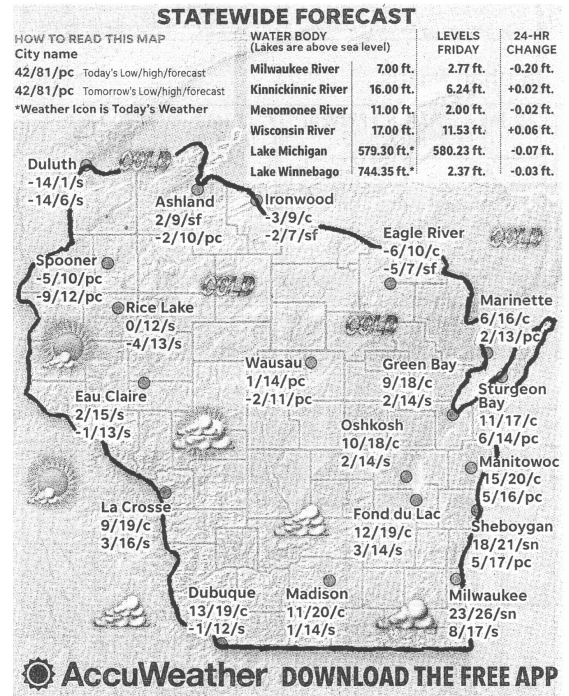 STATEWIDE FORECAST
HOW TO READ THIS MAP
City name
42/81/pc Today's Low/high/forecast
42/81/pc Tomorrow's Low/high/forecast
*Weather Icon is Today's Weather
WATER BODY LEVELS 24-HR
(Lakes are above sea level) FRIDAY CHANGE
Milwaukee River 7.00 ft. 2.77 ft. -0.20 ft.
Kinnickinnic River 16.00 ft. 6.24 ft. +0.02 ft.
Menomonee River 11.00 ft. 2.00 ft. -0.02 ft.
Wisconsin River 17.00 ft. 11.53 ft. +0.06 ft.
Lake Michigan 579.30 ft.* 580.23 ft. -0.07 ft.
Lake Winnebago 744.35 ft.* 2.37 ft. -0.03 ft.
Duluth
-14/1/s
-14/6/s
COLD
Ashland
2/9/sf
-2/10/pc
Ironwood
-3/9/c
-2/7/sf
Eagle River
-6/10/c
-5/7/sf
COLD
Spooner
-5/10/pc
-9/12/pc
COLD
Rice Lake
0/12/s
-4/13/s
COLD
Marinette
6/16/c
2/13/pc
Wausau
1/14/pc
-2/11/pc
Green Bay
9/18/c
2/14/s
Sturgeon
Bay
11/17/c
6/14/pc
Eau Claire
2/15/s
-1/13/s
Oshkosh
10/18/c
2/14/s
Manitowoc
15/20/c
5/16/pc
La Crosse
9/19/c
3/16/s
Fond du Lac
12/19/c
3/14/s
Sheboygan
18/21/sn
5/17/pc
Dubuque
13/19/c
-1/12/s
Madison
11/20/c
1/14/s
Milwaukee
23/26/sn
8/17/s
AccuWeather DOWNLOAD THE FREE APP